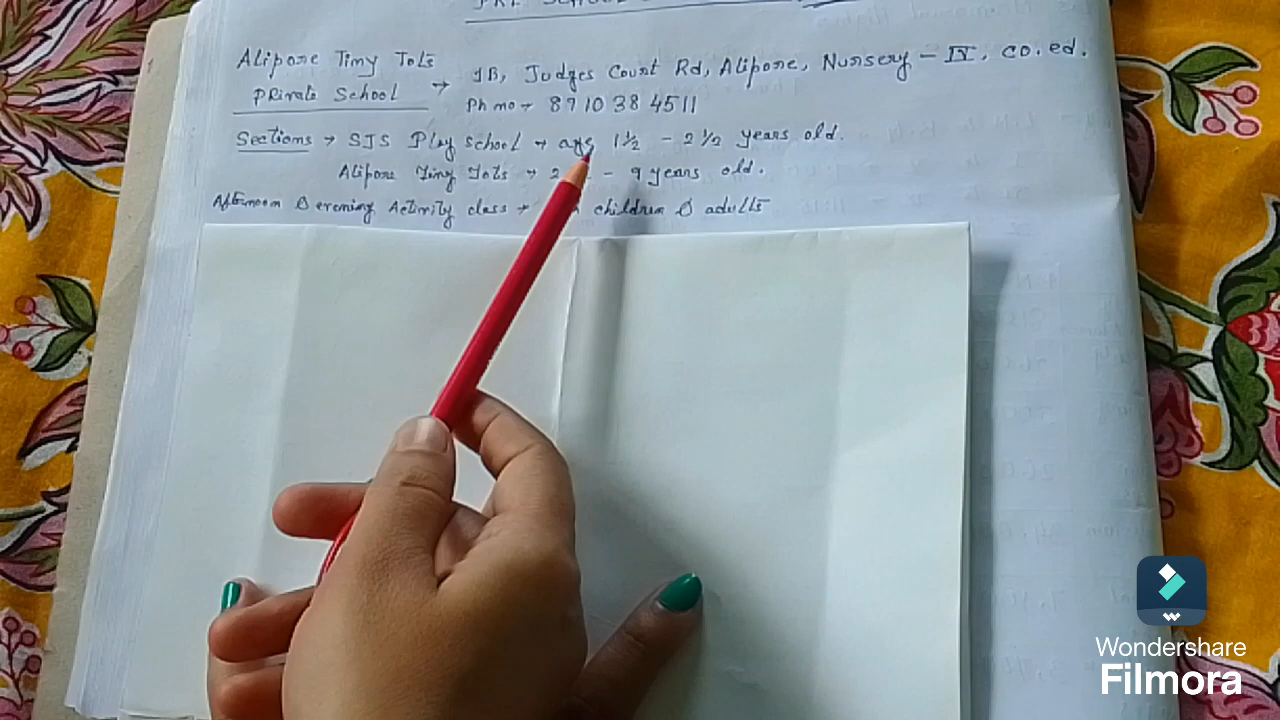 Alipore Tiny Tots → 1B, Judges Court Rd, Alipore, Nursery - IV, co.ed.
Private School
Ph no → 8910 38 4511
Sections → SJS Play school → age 1½ - 2½ years old.
Alipore Tiny Tots → 2 - 9 years old.
Afternoon & evening Activity class → children & adults
Wondershare
Filmora